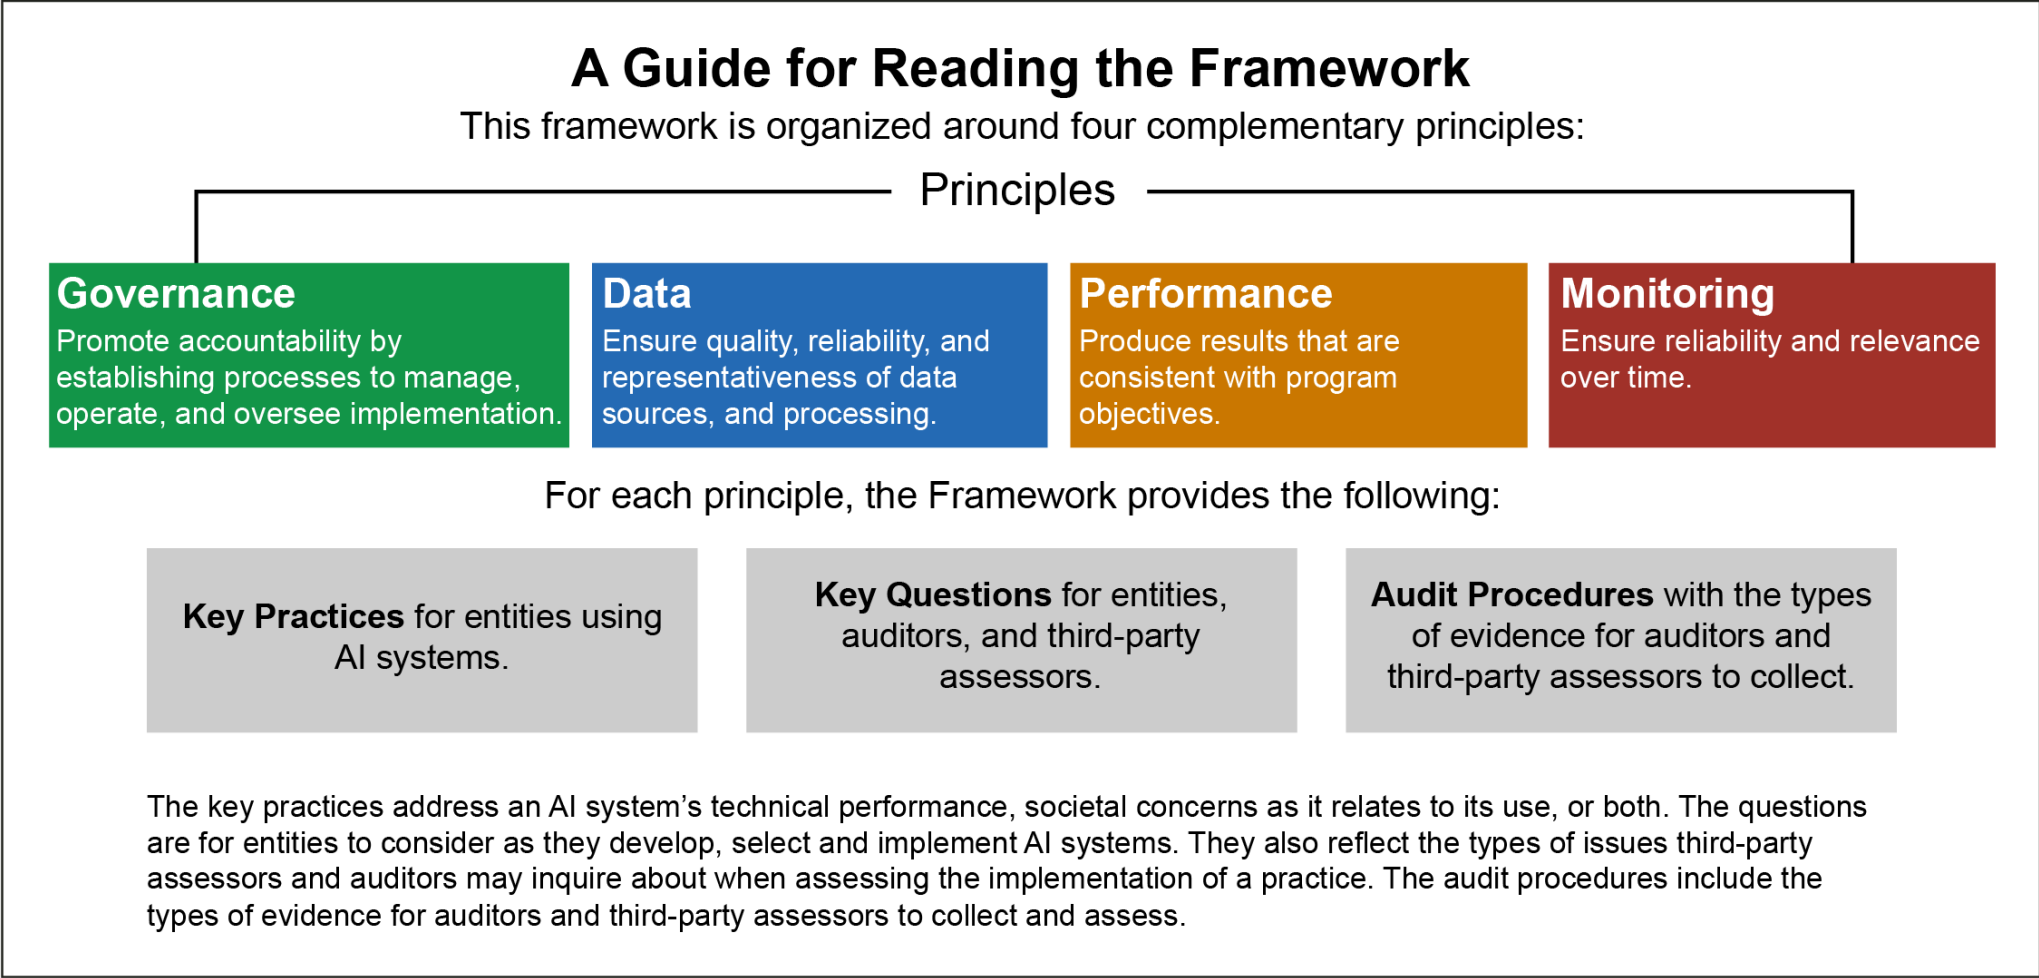 A Guide for Reading the Framework
This framework is organized around four complementary principles:
Principles
Governance
Promote accountability by
establishing processes to manage,
operate, and oversee implementation.
Data
Ensure quality, reliability, and
representativeness of data
sources, and processing.
Performance
Produce results that are
consistent with program
objectives.
Monitoring
Ensure reliability and relevance
over time.
For each principle, the Framework provides the following:
Key Practices for entities using
AI systems.
Key Questions for entities,
auditors, and third-party
assessors.
Audit Procedures with the types
of evidence for auditors and
third-party assessors to collect.
The key practices address an AI system’s technical performance, societal concerns as it relates to its use, or both. The questions
are for entities to consider as they develop, select and implement AI systems. They also reflect the types of issues third-party
assessors and auditors may inquire about when assessing the implementation of a practice. The audit procedures include the
types of evidence for auditors and third-party assessors to collect and assess.